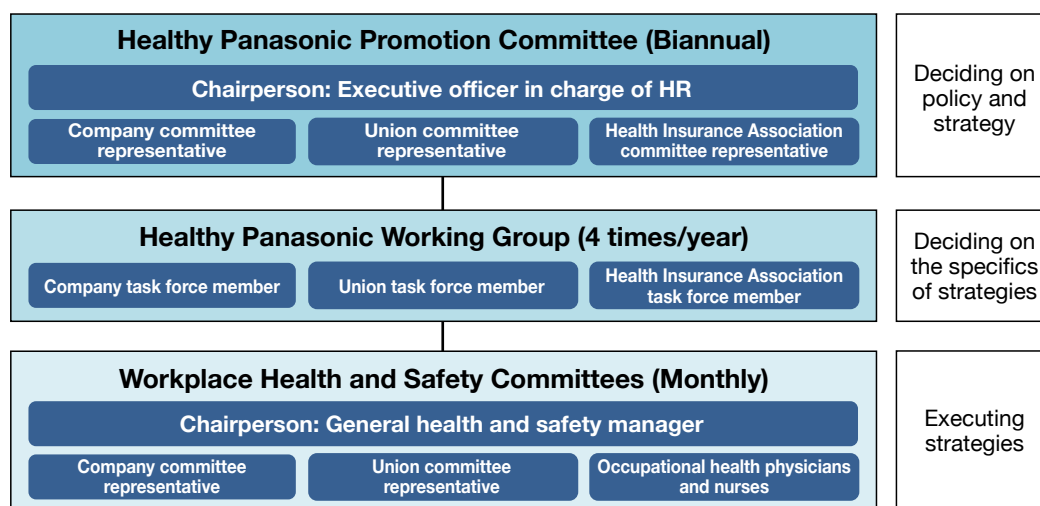 Healthy Panasonic Promotion Committee (Biannual)
Chairperson: Executive officer in charge of HR
Company committee
representative
Union committee
representative
Health Insurance Association
committee representative
Deciding on
policy and
strategy
Healthy Panasonic Working Group (4 times/year)
Company task force member
Union task force member
Health Insurance Association
task force member
Deciding on
the specifics
of strategies
Workplace Health and Safety Committees (Monthly)
Chairperson: General health and safety manager
Company committee
representative
Union committee
representative
Occupational health physicians
and nurses
Executing
strategies